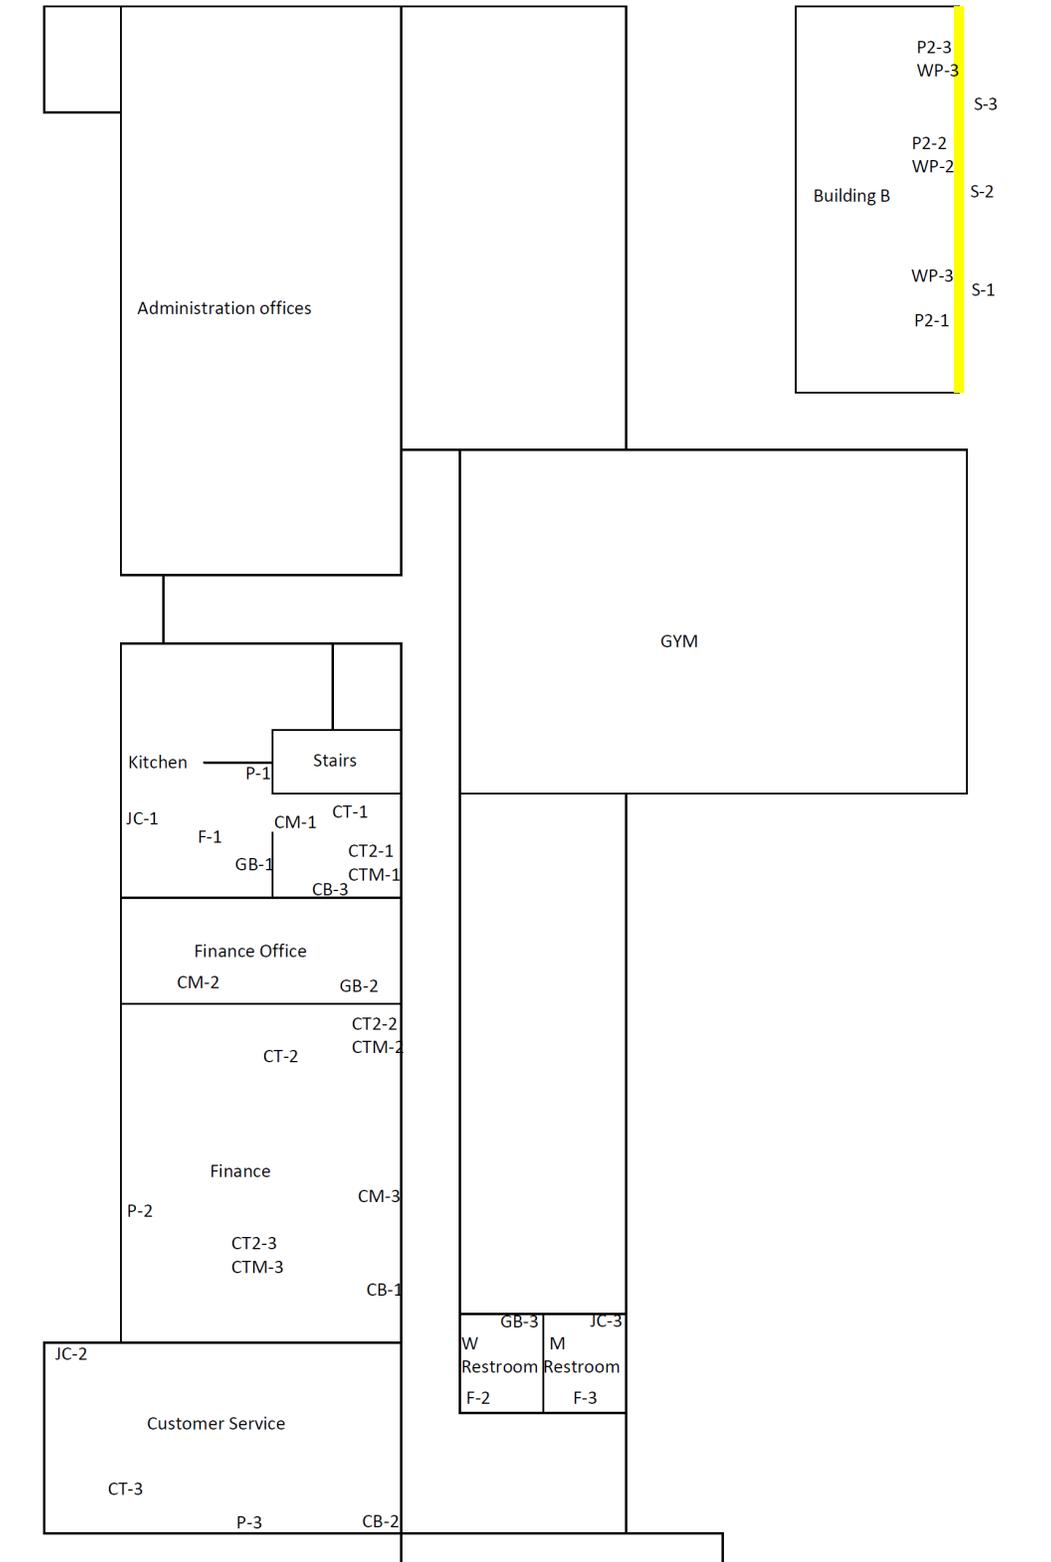 P2-3
WP-3
S-3
P2-2
WP-2
S-2
Building B
WP-3
S-1
P2-1
Administration offices
GYM
Kitchen
Stairs
P-1
JC-1
CT-1
CM-1
F-1
CT2-1
GB-1
CTM-1
CB-3
Finance Office
CM-2
GB-2
CT2-2
CTM-2
CT-2
Finance
CM-3
P-2
CT2-3
CTM-3
CB-1
GB-3
JC-3
W
Restroom
M
Restroom
F-2
F-3
JC-2
Customer Service
CT-3
P-3
CB-2